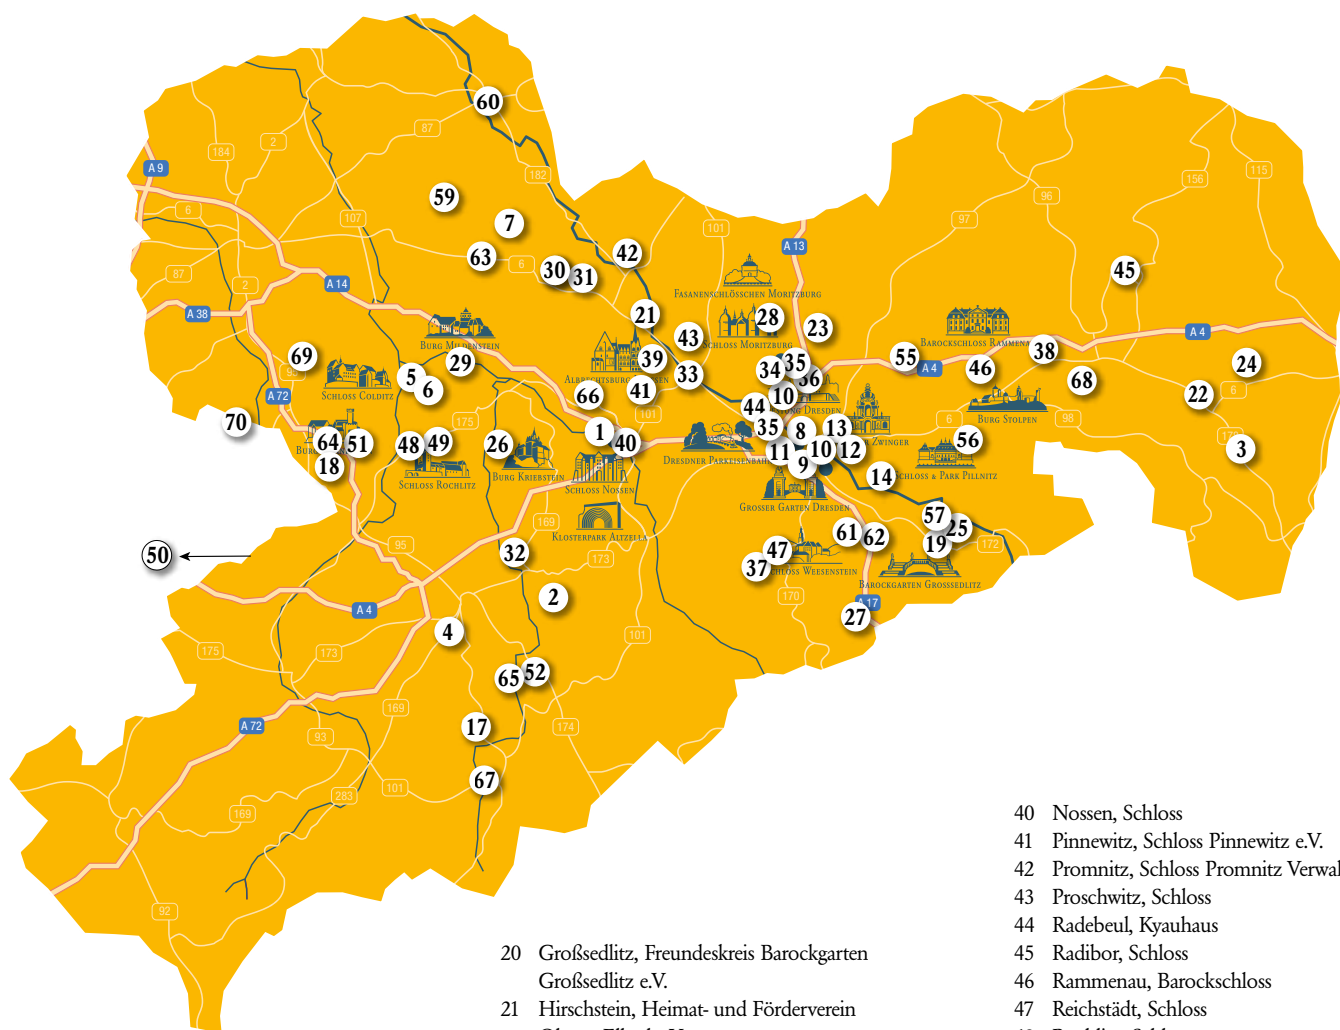 60
87
2
184
A 9
182
59
6
107
7
115
156
96
97
101
42
A 13
63
6
30
31
45
87
2
A 14
Fasanenschlösschen Moritzburg
A 38
21
28
23
Barockschloss Rammenau
A 4
43
Schloss Moritzburg
Burg Mildenstein
69
29
39
55
38
46
A 4
24
Albrechtsburg
34
35
36
33
5
6
Schloss Colditz
A 72
66
41
10
68
22
6
101
44
Festung Dresden
Burg Stolpen
98
70
175
1
40
35
8
13
Zwinger
6
56
3
64
51
48
49
26
Dresdner Parkeisenbahn
11
10
12
18
Schloss Rochlitz
Burg Kriebstein
Schloss Nossen
9
14
Schloss & Park Pillnitz
Grosser Garten Dresden
169
Klosterpark Altzella
57
25
61
62
19
172
50
95
32
173
47
37
Schloss Weesenstein
Barockgarten Grosssedlitz
2
170
A 17
27
A 4
4
101
175
173
65
52
169
17
174
A 72
93
67
101
283
169
92
40 Nossen, Schloss
41 Pinnewitz, Schloss Pinnewitz e.V.
42 Promnitz, Schloss Promnitz
43 Proschwitz, Schloss
44 Radebeul, Kyauhaus
45 Radibor, Schloss
46 Rammenau, Barockschloss
47 Reichstädt, Schloss
20 Großsedlitz, Freundeskreis Barockgarten
Großsedlitz e.V.
21 Hirschstein, Heimat- und Förderverein